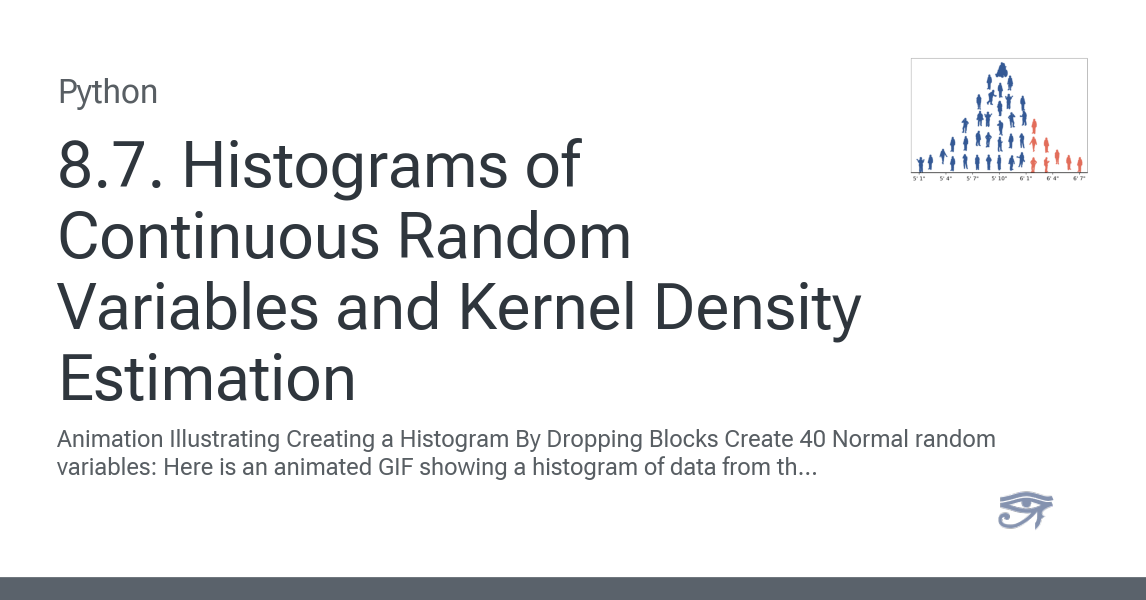 Python
8.7. Histograms of
Continuous Random
Variables and Kernel Density
Estimation
Animation Illustrating Creating a Histogram By Dropping Blocks Create 40 Normal random
variables: Here is an animated GIF showing a histogram of data from th...
5' 1" 5' 4" 5' 7" 5' 10" 6' 1" 6' 4" 6' 7"